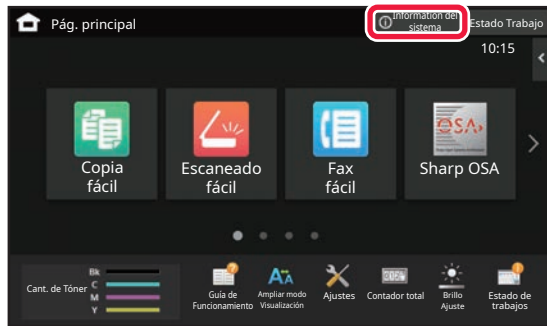 Pág. principal
Information del
sistema
Estado Trabajo
10:15
Copia
fácil
Escaneado
fácil
Fax
fácil
OSA
Sharp OSA
Cant. de Tóner
Bk
C
M
Y
Guía de
Funcionamiento
Ampliar modo
Visualización
Ajustes
Contador total
Brillo
Ajuste
Estado de
trabajos